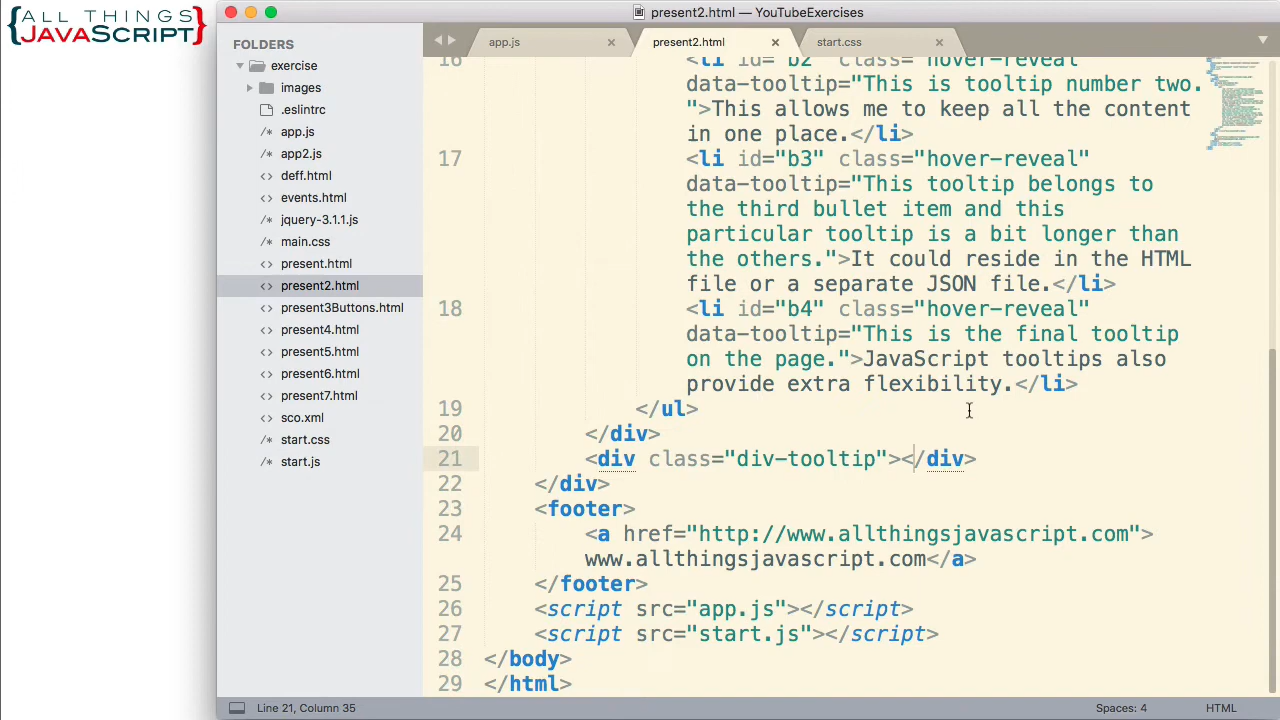 ALL THINGS
JAVASCRIPT
present2.html — YouTubeExercises
FOLDERS
exercise
images
.eslintrc
/* app.js
/* app2.js
<> deff.html
<> events.html
/* jquery-3.1.1.js
/* main.css
<> present.html
<> present2.html
<> present3Buttons.html
<> present4.html
<> present5.html
<> present6.html
<> present7.html
<> sco.xml
/* start.css
/* start.js
app.js × present2.html × start.css ×
16 <li id="b2" class="hover-reveal"
data-tooltip="This is tooltip number two.
">This allows me to keep all the content
in one place.</li>
17 <li id="b3" class="hover-reveal"
data-tooltip="This tooltip belongs to
the third bullet item and this
particular tooltip is a bit longer than
the others.">It could reside in the HTML
file or a separate JSON file.</li>
18 <li id="b4" class="hover-reveal"
data-tooltip="This is the final tooltip
on the page.">JavaScript tooltips also
provide extra flexibility.</li>
19 </ul>
20 </div>
21 <div class="div-tooltip"></div>
22 </div>
23 <footer>
24 <a href="http://www.allthingsjavascript.com">
www.allthingsjavascript.com</a>
25 </footer>
26 <script src="app.js"></script>
27 <script src="start.js"></script>
28 </body>
29 </html>
Line 21, Column 35 Spaces: 4 HTML